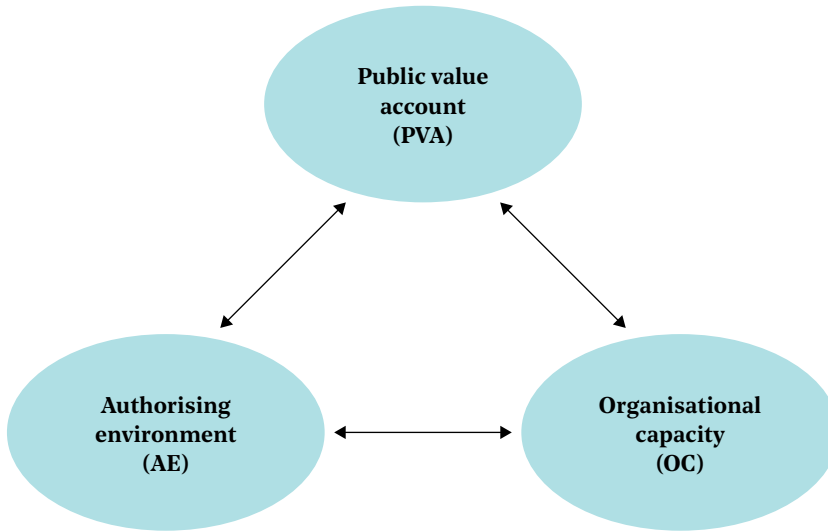 Public value
account
(PVA)
Authorising
environment
(AE)
Organisational
capacity
(OC)